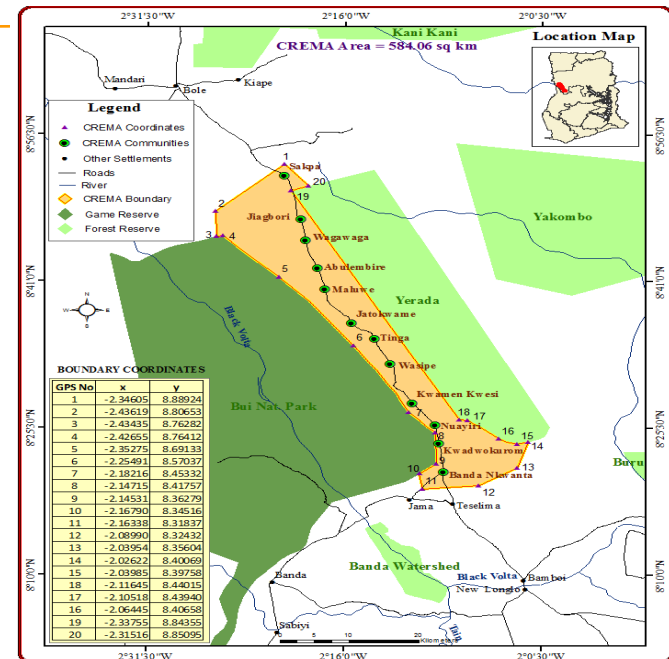 2°31'30"W 2°16'0"W 2°0'30"W
Kani Kani
CREMA Area = 584.06 sq km
Location Map
Mandari
Bole
Kiape
8°56'30"N
8°56'30"N
Legend
CREMA Coordinates
CREMA Communities
Other Settlements
Roads
River
CREMA Boundary
Game Reserve
Forest Reserve
1
Sakpa
20
19
2
3 4
Jiagbori
Wagawaga
Yakombo
5
Abulembire
Maluwe
8°41'0"N
8°41'0"N
N
W E
S
Black Volta
Yerada
Jatokwame
6
Tinga
Wasipe
BOUNDARY COORDINATES
GPS No x y
1 -2.34605 8.88924
2 -2.43619 8.80653
3 -2.43435 8.76282
4 -2.42655 8.76412
5 -2.35275 8.69133
6 -2.25491 8.57037
7 -2.18216 8.45332
8 -2.14715 8.41757
9 -2.14531 8.36279
10 -2.16790 8.34516
11 -2.16338 8.31837
12 -2.08990 8.32432
13 -2.03954 8.35604
14 -2.02622 8.40069
15 -2.03985 8.39758
18 -2.11645 8.44015
17 -2.10518 8.43940
16 -2.06445 8.40658
19 -2.33755 8.84355
20 -2.31516 8.85095
Bui Nat. Park
Kwamen Kwesi
7
18 17
Nuayiri
8°25'30"N
8°25'30"N
8
16 15
14
Kwadwokurom
9
13
Buru
10
Banda Nkwanta
11
12
Jama
Teselima
8°10'0"N
8°10'0"N
Banda
Banda Watershed
Black Volta
Bamboi
New Longlo
Sabiyi
Tain
0 5 10 20
Kilometers
2°31'30"W 2°16'0"W 2°0'30"W